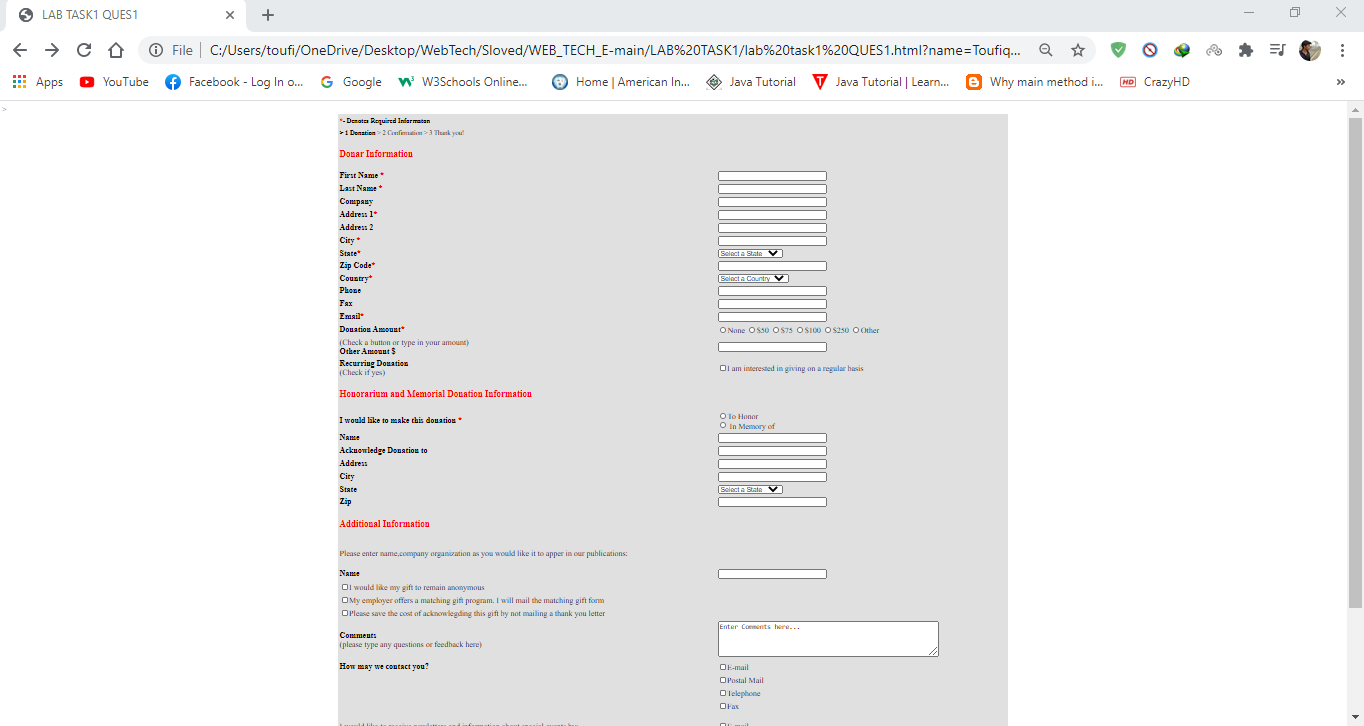 LAB TASK1 QUES1
File C:/Users/toufi/OneDrive/Desktop/WebTech/Sloved/WEB_TECH_E-main/LAB%20TASK1/lab%20task1%20QUES1.html?name=Toufiq...
Apps YouTube Facebook - Log In o... Google W3Schools Online... Home | American In... Java Tutorial Java Tutorial | Learn... Why main method i... HD CrazyHD »
>
*- Denotes Required Informaton
> 1 Donation > 2 Confirmation > 3 Thank you!
Donar Information
First Name *
Last Name *
Company
Address 1*
Address 2
City *
State* Select a State
Zip Code*
Country* Select a Country
Phone
Fax
Email*
Donation Amount* None $50 $75 $100 $250 Other
(Check a button or type in your amount)
Other Amount $
Recurring Donation
(Check if yes) I am interested in giving on a regular basis
Honorarium and Memorial Donation Information
To Honor
I would like to make this donation *
In Memory of
Name
Acknowledge Donation to
Address
City
State Select a State
Zip
Additional Information
Please enter name,company organization as you would like it to apper in our publications:
Name
I would like my gift to remain anonymous
My employer offers a matching gift program. I will mail the matching gift form
Please save the cost of acknowlegding this gift by not mailing a thank you letter
Enter Comments here...
Comments
(please type any questions or feedback here)
How may we contact you? E-mail
Postal Mail
Telephone
Fax